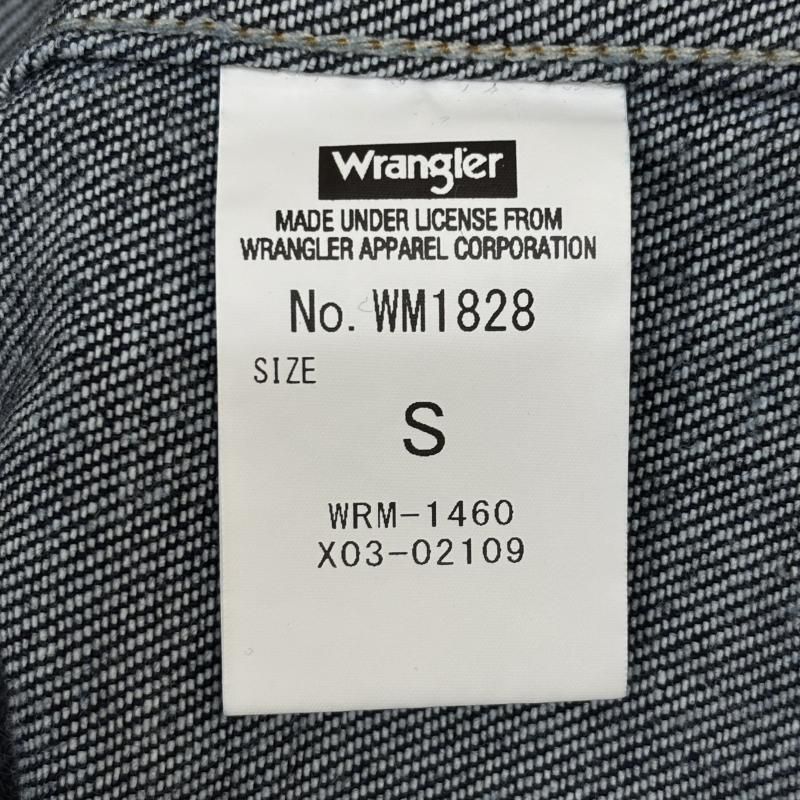 Wrangler
MADE UNDER LICENSE FROM
WRANGLER APPAREL CORPORATION
No. WM1828
SIZE
S
WRM-1460
X03-02109